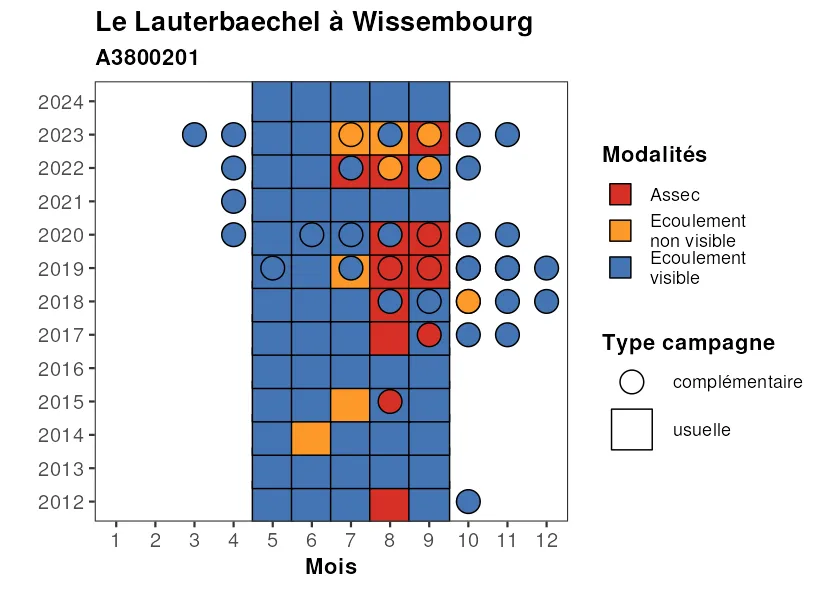 Le Lauterbaechel à Wissembourg
A3800201
2024
2023
2022
2021
2020
2019
2018
2017
2016
2015
2014
2013
2012
1 2 3 4 5 6 7 8 9 10 11 12
Mois
Modalités
Assec
Ecoulement
non visible
Ecoulement
visible
Type campagne
complémentaire
usuelle